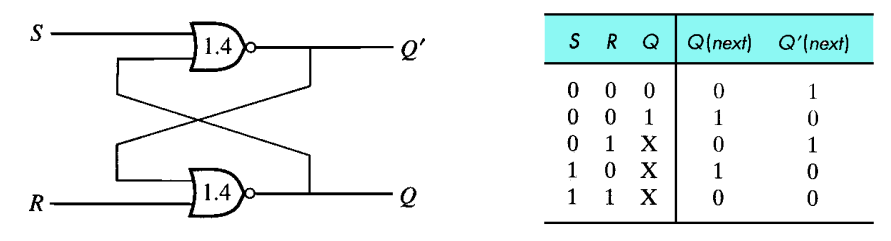 S
1.4
Q′
R
1.4
Q
S R Q Q(next) Q′(next)
0 0 0 0 1
0 0 1 1 0
0 1 X 0 1
1 0 X 1 0
1 1 X 0 0